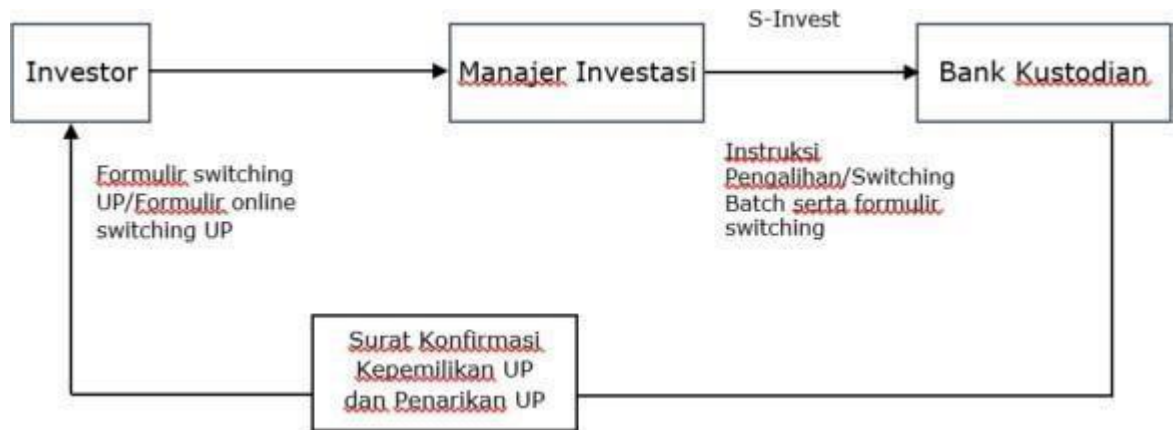 S-Invest
Investor
Manajer Investasi
Bank Kustodian
Formulir switching
UP/Formulir online
switching UP
Instruksi
Pengalihan/Switching
Batch serta formulir
switching
Surat Konfirmasi
Kepemilikan UP
dan Penarikan UP